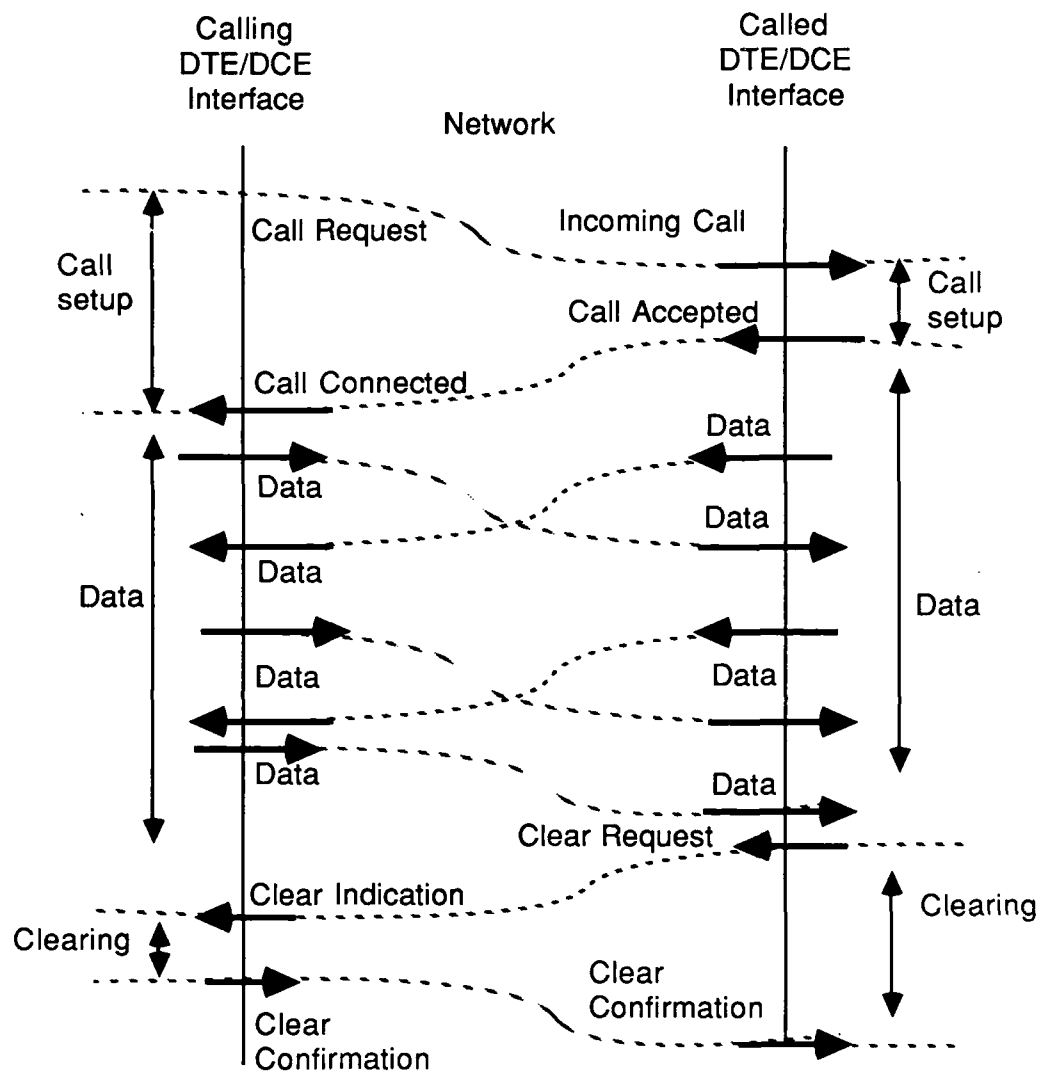 Calling
DTE/DCE
Interface
Called
DTE/DCE
Interface
Network
Call Request
Incoming Call
Call
setup
Call
setup
Call Accepted
Call Connected
Data
Data
Data
Data
Data
Data
Data
Data
Data
Data
Clear Request
Clear Indication
Clearing
Clearing
Clear
Confirmation
Clear
Confirmation